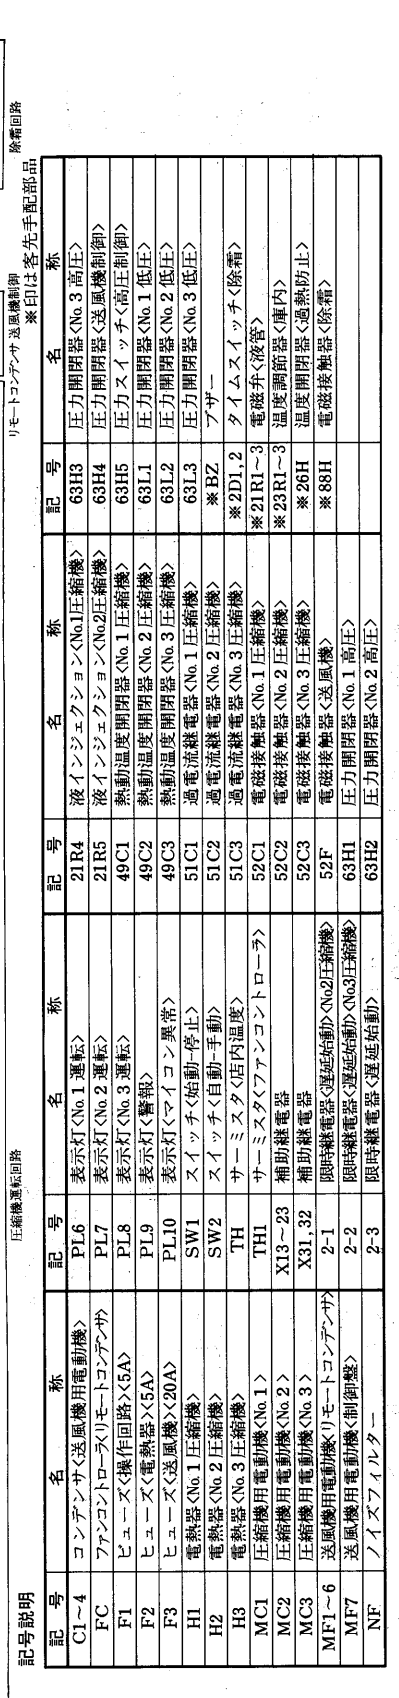 圧縮機運転回路
リモートコンデンサ 送風機制御
除霜回路
記号説明
※印は客先手配部品
記 号 名 称 記 号 名 称 記 号 名 称 記 号 名 称
C1～4 コンデンサ<送風機用電動機> PL6 表示灯<No.1 運転> 21R4 液インジェクション<No.1圧縮機> 63H3 圧力開閉器<No.3 高圧>
FC ファンコントローラ<リモートコンデンサ> PL7 表示灯<No.2 運転> 21R5 液インジェクション<No.2圧縮機> 63H4 圧力開閉器<送風機制御>
F1 ヒューズ<操作回路><5A> PL8 表示灯<No.3 運転> 49C1 熱動温度開閉器<No.1 圧縮機> 63H5 圧力スイッチ<高圧制御>
F2 ヒューズ<電熱器><5A> PL9 表示灯<警報> 49C2 熱動温度開閉器<No.2 圧縮機> 63L1 圧力開閉器<No.1 低圧>
F3 ヒューズ<送風機><20A> PL10 表示灯<マイコン異常> 49C3 熱動温度開閉器<No.3 圧縮機> 63L2 圧力開閉器<No.2 低圧>
H1 電熱器<No.1 圧縮機> SW1 スイッチ<始動-停止> 51C1 過電流継電器<No.1 圧縮機> 63L3 圧力開閉器<No.3 低圧>
H2 電熱器<No.2 圧縮機> SW2 スイッチ<自動-手動> 51C2 過電流継電器<No.2 圧縮機> ※BZ ブザー
H3 電熱器<No.3 圧縮機> TH サーミスタ<店内温度> 51C3 過電流継電器<No.3 圧縮機> ※2D1,2 タイムスイッチ<除霜>
MC1 圧縮機用電動機<No.1> TH1 サーミスタ<ファンコントローラ> 52C1 電磁接触器<No.1 圧縮機> ※21R1～3 電磁弁<液管>
MC2 圧縮機用電動機<No.2> X13～23 補助継電器 52C2 電磁接触器<No.2 圧縮機> ※23R1～3 温度調節器<庫内>
MC3 圧縮機用電動機<No.3> X31,32 補助継電器 52C3 電磁接触器<No.3 圧縮機> ※26H 温度開閉器<過熱防止>
MF1～6 送風機用電動機<リモートコンデンサ> 2-1 限時継電器<遅延始動><No.2圧縮機> 52F 電磁接触器<送風機> ※88H 電磁接触器<除霜>
MF7 送風機用電動機<制御盤> 2-2 限時継電器<遅延始動><No.3圧縮機> 63H1 圧力開閉器<No.1 高圧>
NF ノイズフィルター 2-3 限時継電器<遅延始動> 63H2 圧力開閉器<No.2 高圧>